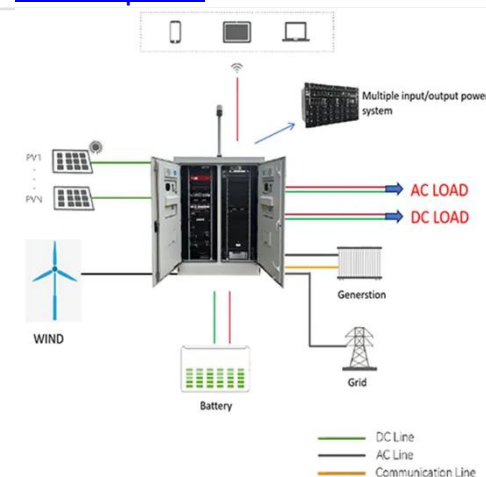 Multiple input/output power
system
PV1
PVN
AC LOAD
DC LOAD
WIND
Generstion
Grid
Battery
DC Line
AC Line
Communication Line